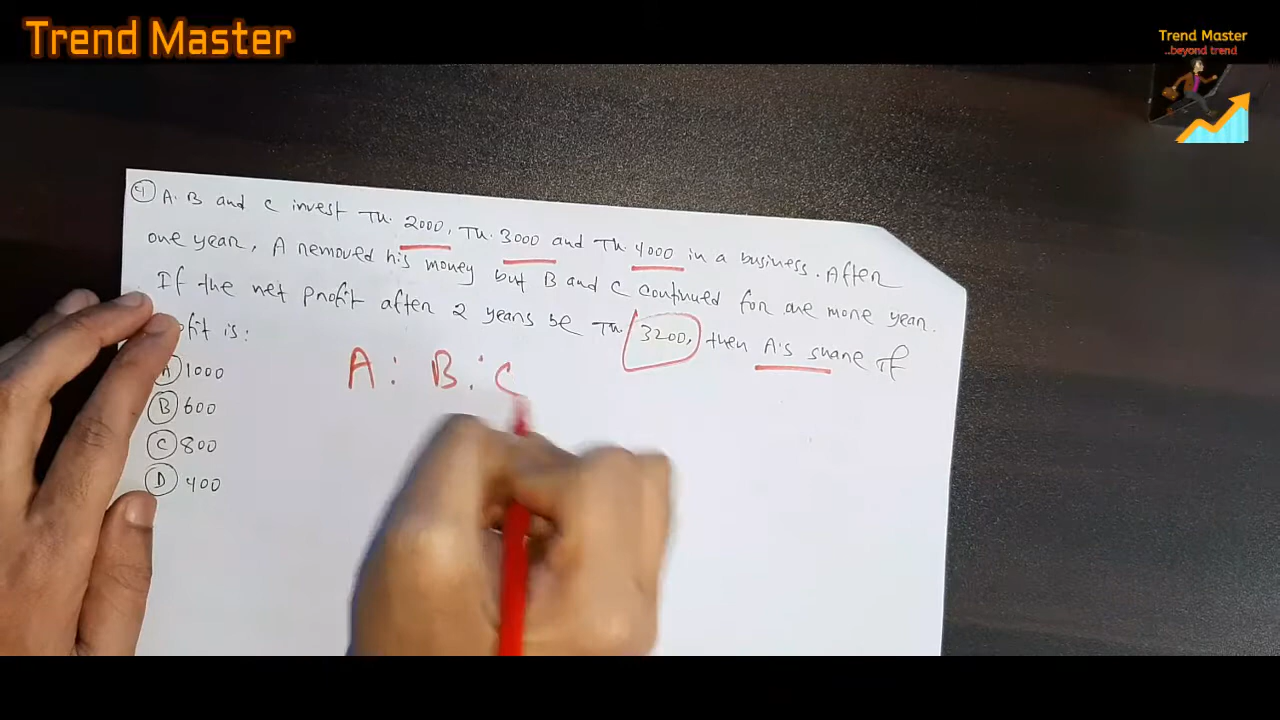 Trend Master
Trend Master
..beyond trend
4 A. B and C invest Tk. 2000, Tk. 3000 and Tk. 4000 in a business. After
one year, A removed his money but B and C continued for one more year.
If the net profit after 2 years be Tk. 3200, then A's share of
ofit is:
A 1000
B 600
C 800
D 400
A : B : C